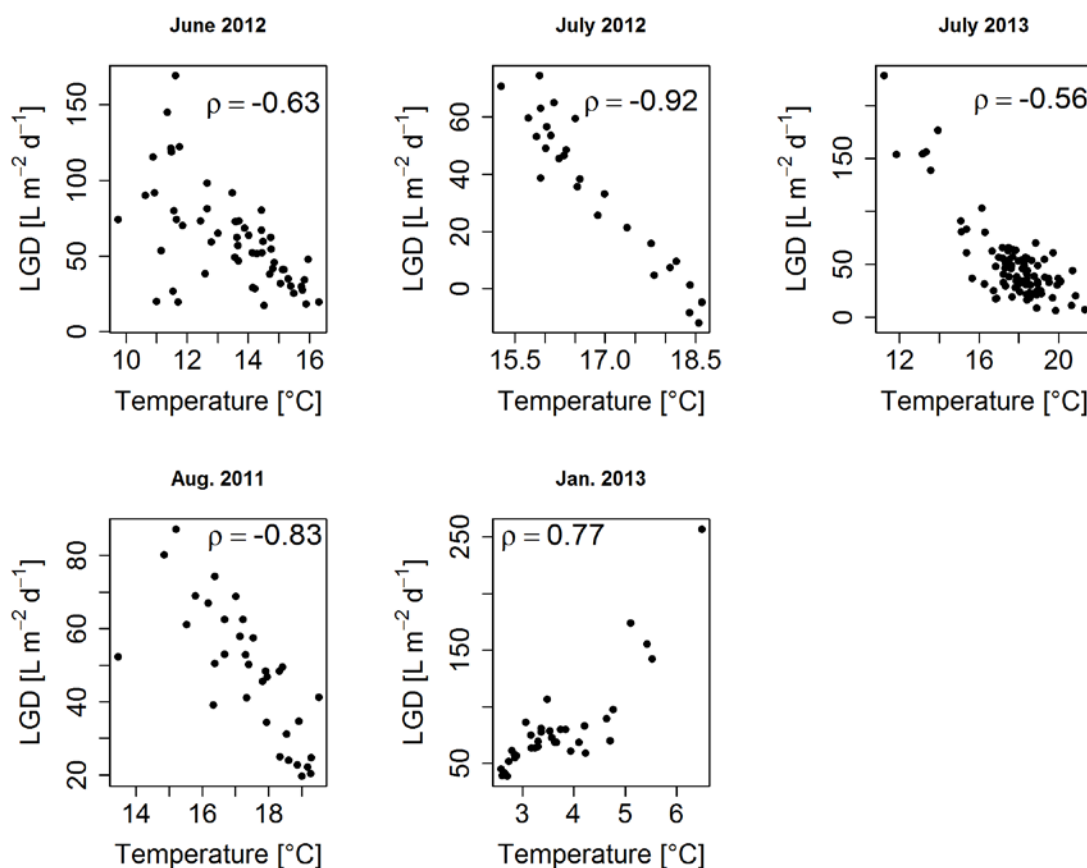 June 2012
ρ = -0.63
LGD [L m⁻² d⁻¹]
0 50 100 150
10 12 14 16
Temperature [°C]
July 2012
ρ = -0.92
LGD [L m⁻² d⁻¹]
0 20 40 60
15.5 17.0 18.5
Temperature [°C]
July 2013
ρ = -0.56
LGD [L m⁻² d⁻¹]
0 50 150
12 14 16 18 20
Temperature [°C]
Aug. 2011
ρ = -0.83
LGD [L m⁻² d⁻¹]
20 40 60 80
14 16 18
Temperature [°C]
Jan. 2013
ρ = 0.77
LGD [L m⁻² d⁻¹]
50 150 250
3 4 5 6
Temperature [°C]